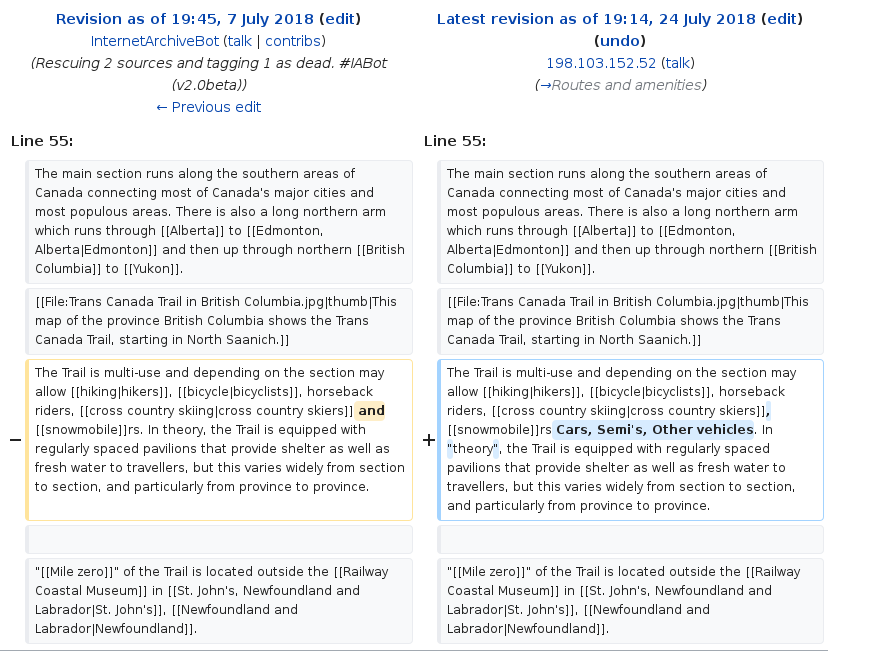 Revision as of 19:45, 7 July 2018 (edit)
InternetArchiveBot (talk | contribs)
(Rescuing 2 sources and tagging 1 as dead. #IABot
(v2.0beta))
← Previous edit
Latest revision as of 19:14, 24 July 2018 (edit)
(undo)
198.103.152.52 (talk)
(→Routes and amenities)
Line 55:
Line 55:
The main section runs along the southern areas of
Canada connecting most of Canada's major cities and
most populous areas. There is also a long northern arm
which runs through [[Alberta]] to [[Edmonton,
Alberta|Edmonton]] and then up through northern [[British
Columbia]] to [[Yukon]].
The main section runs along the southern areas of
Canada connecting most of Canada's major cities and
most populous areas. There is also a long northern arm
which runs through [[Alberta]] to [[Edmonton,
Alberta|Edmonton]] and then up through northern [[British
Columbia]] to [[Yukon]].
[[File:Trans Canada Trail in British Columbia.jpg|thumb|This
map of the province British Columbia shows the Trans
Canada Trail, starting in North Saanich.]]
[[File:Trans Canada Trail in British Columbia.jpg|thumb|This
map of the province British Columbia shows the Trans
Canada Trail, starting in North Saanich.]]
−
The Trail is multi-use and depending on the section may
allow [[hiking|hikers]], [[bicycle|bicyclists]], horseback
riders, [[cross country skiing|cross country skiers]] and
[[snowmobile]]rs. In theory, the Trail is equipped with
regularly spaced pavilions that provide shelter as well as
fresh water to travellers, but this varies widely from section
to section, and particularly from province to province.
+
The Trail is multi-use and depending on the section may
allow [[hiking|hikers]], [[bicycle|bicyclists]], horseback
riders, [[cross country skiing|cross country skiers]],
[[snowmobile]]rs Cars, Semi's, Other vehicles. In
"theory", the Trail is equipped with regularly spaced
pavilions that provide shelter as well as fresh water to
travellers, but this varies widely from section to section,
and particularly from province to province.
"[[Mile zero]]" of the Trail is located outside the [[Railway
Coastal Museum]] in [[St. John's, Newfoundland and
Labrador|St. John's]], [[Newfoundland and
Labrador|Newfoundland]].
"[[Mile zero]]" of the Trail is located outside the [[Railway
Coastal Museum]] in [[St. John's, Newfoundland and
Labrador|St. John's]], [[Newfoundland and
Labrador|Newfoundland]].